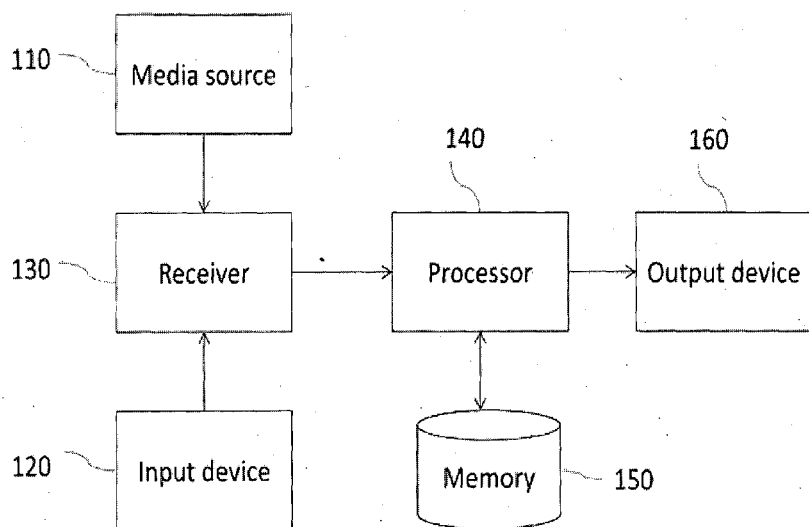 110
Media source
140
160
130
Receiver
Processor
Output device
120
Input device
Memory
150